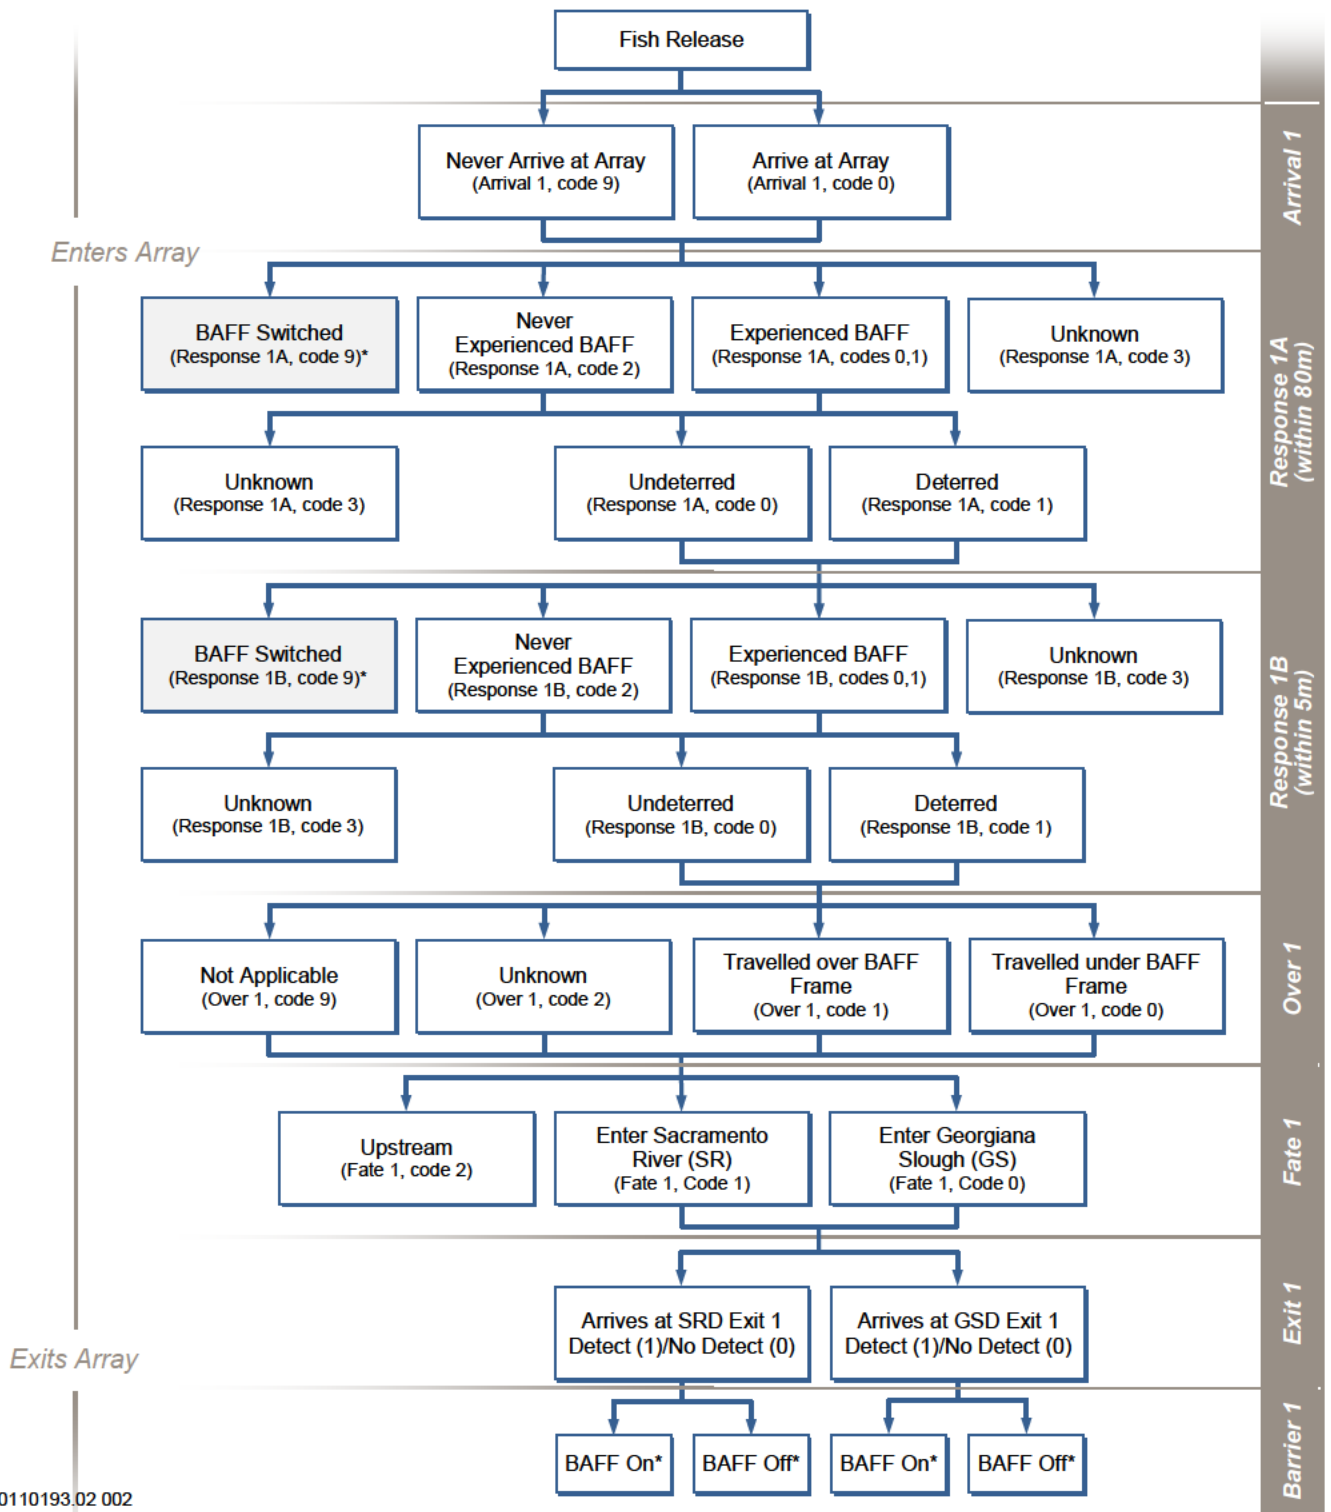 Fish Release
Never Arrive at Array
(Arrival 1, code 9)
Arrive at Array
(Arrival 1, code 0)
Arrival 1
Enters Array
BAFF Switched
(Response 1A, code 9)*
Never
Experienced BAFF
(Response 1A, code 2)
Experienced BAFF
(Response 1A, codes 0,1)
Unknown
(Response 1A, code 3)
Response 1A
(within 80m)
Unknown
(Response 1A, code 3)
Undeterred
(Response 1A, code 0)
Deterred
(Response 1A, code 1)
BAFF Switched
(Response 1B, code 9)*
Never
Experienced BAFF
(Response 1B, code 2)
Experienced BAFF
(Response 1B, codes 0,1)
Unknown
(Response 1B, code 3)
Response 1B
(within 5m)
Unknown
(Response 1B, code 3)
Undeterred
(Response 1B, code 0)
Deterred
(Response 1B, code 1)
Not Applicable
(Over 1, code 9)
Unknown
(Over 1, code 2)
Travelled over BAFF
Frame
(Over 1, code 1)
Travelled under BAFF
Frame
(Over 1, code 0)
Over 1
Upstream
(Fate 1, code 2)
Enter Sacramento
River (SR)
(Fate 1, Code 1)
Enter Georgiana
Slough (GS)
(Fate 1, Code 0)
Fate 1
Arrives at SRD Exit 1
Detect (1)/No Detect (0)
Arrives at GSD Exit 1
Detect (1)/No Detect (0)
Exit 1
Exits Array
BAFF On*
BAFF Off*
BAFF On*
BAFF Off*
Barrier 1
0110193.02 002